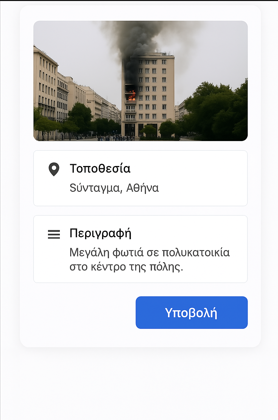 Τοποθεσία
Σύνταγμα, Αθήνα
Περιγραφή
Μεγάλη φωτιά σε πολυκατοικία
στο κέντρο της πόλης.
Υποβολή